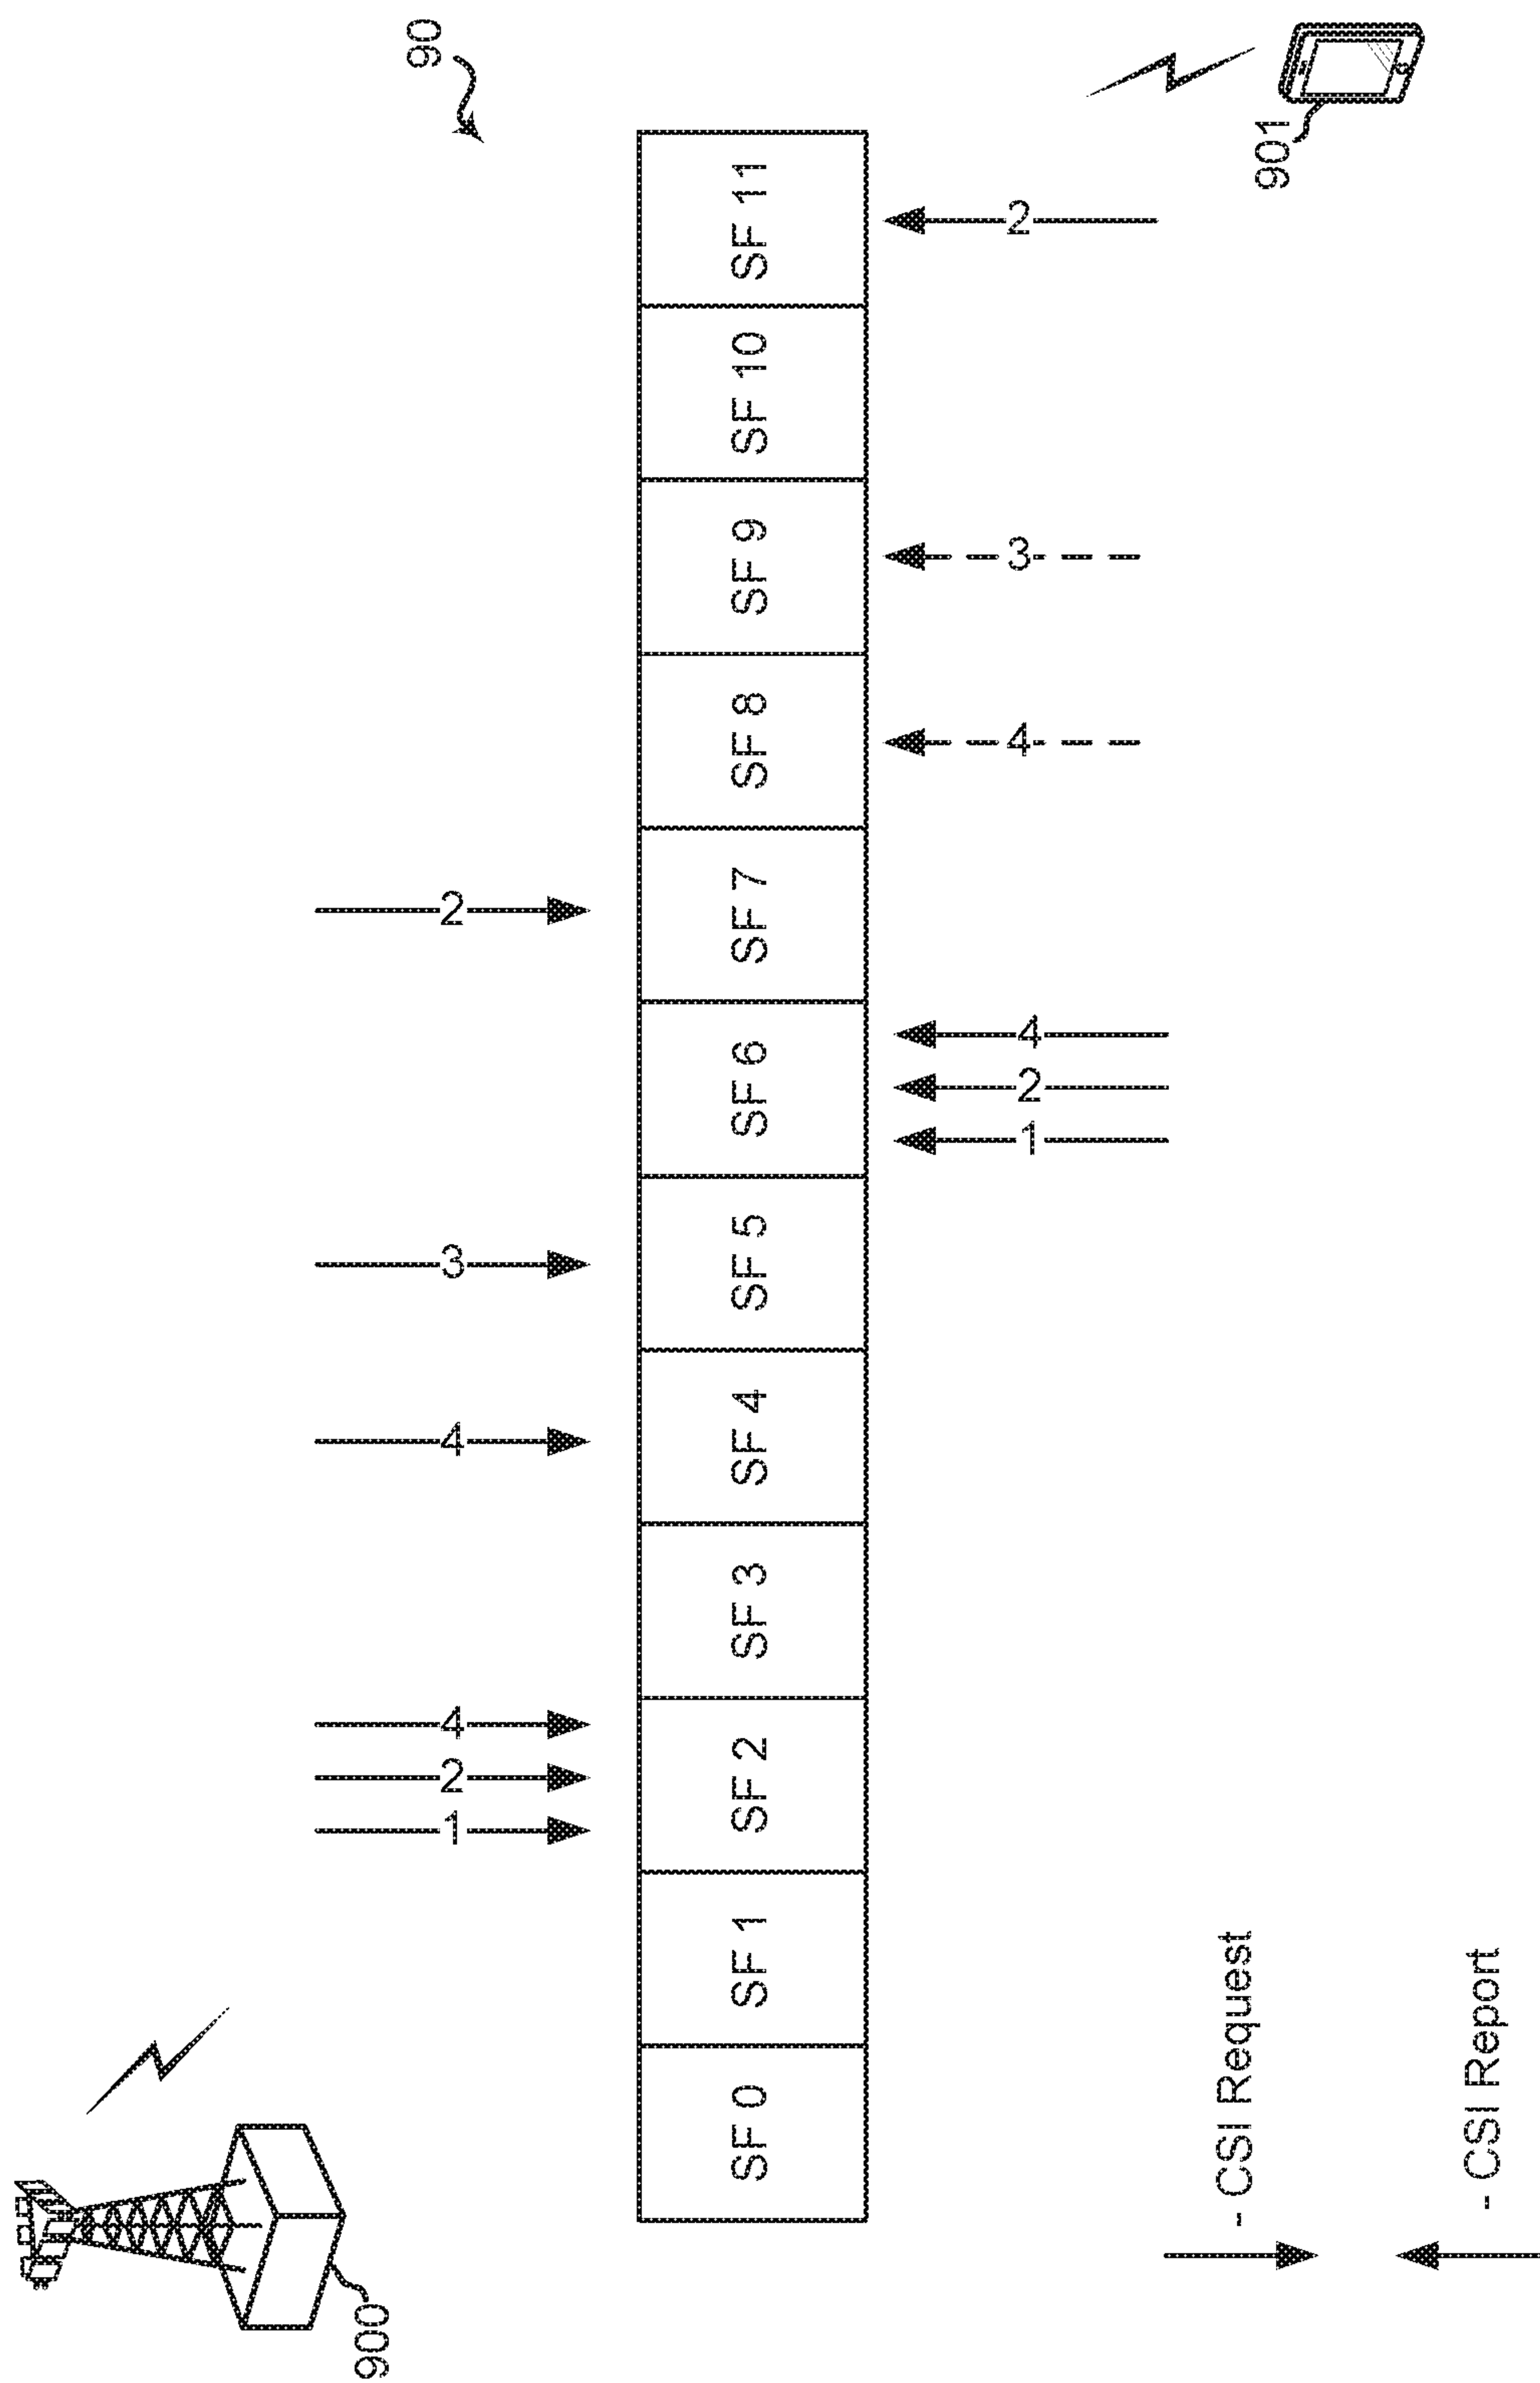 90
900
1
2
4
4
3
2
SF 0
SF 1
SF 2
SF 3
SF 4
SF 5
SF 6
SF 7
SF 8
SF 9
SF 10
SF 11
1
2
4
4
3
2
901
- CSI Request
- CSI Report